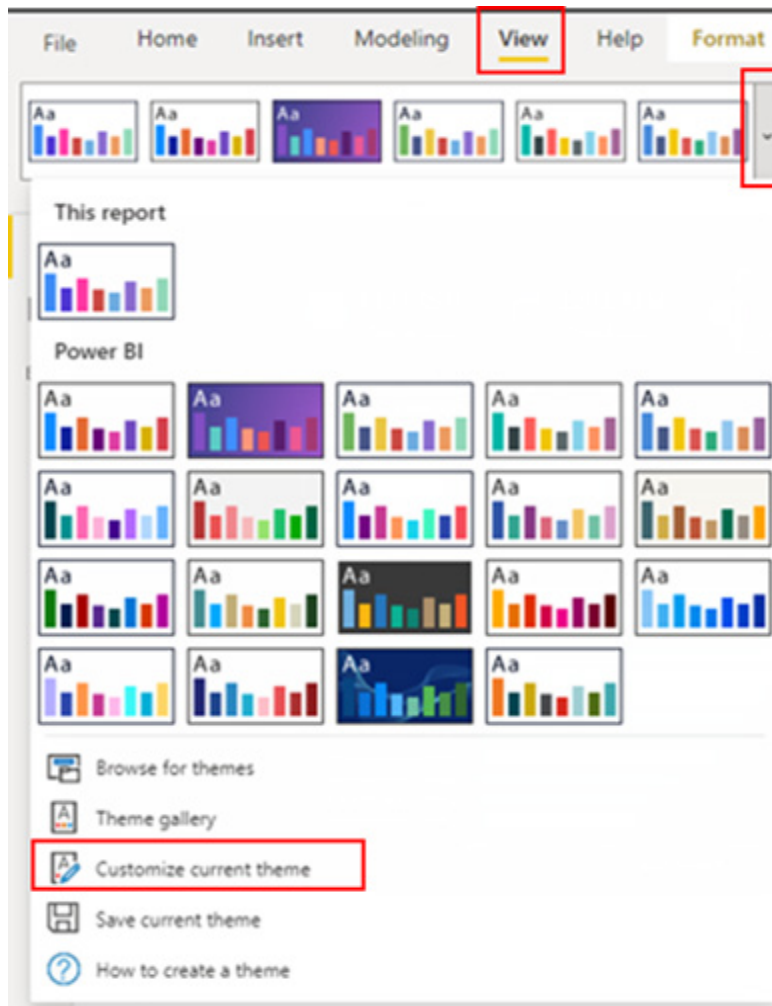 File Home Insert Modeling View Help Format
Aa Aa Aa Aa Aa Aa
This report
Aa
Power BI
Aa Aa Aa Aa Aa
Aa Aa Aa Aa Aa
Aa Aa Aa Aa Aa
Aa Aa Aa Aa
Browse for themes
Theme gallery
Customize current theme
Save current theme
How to create a theme